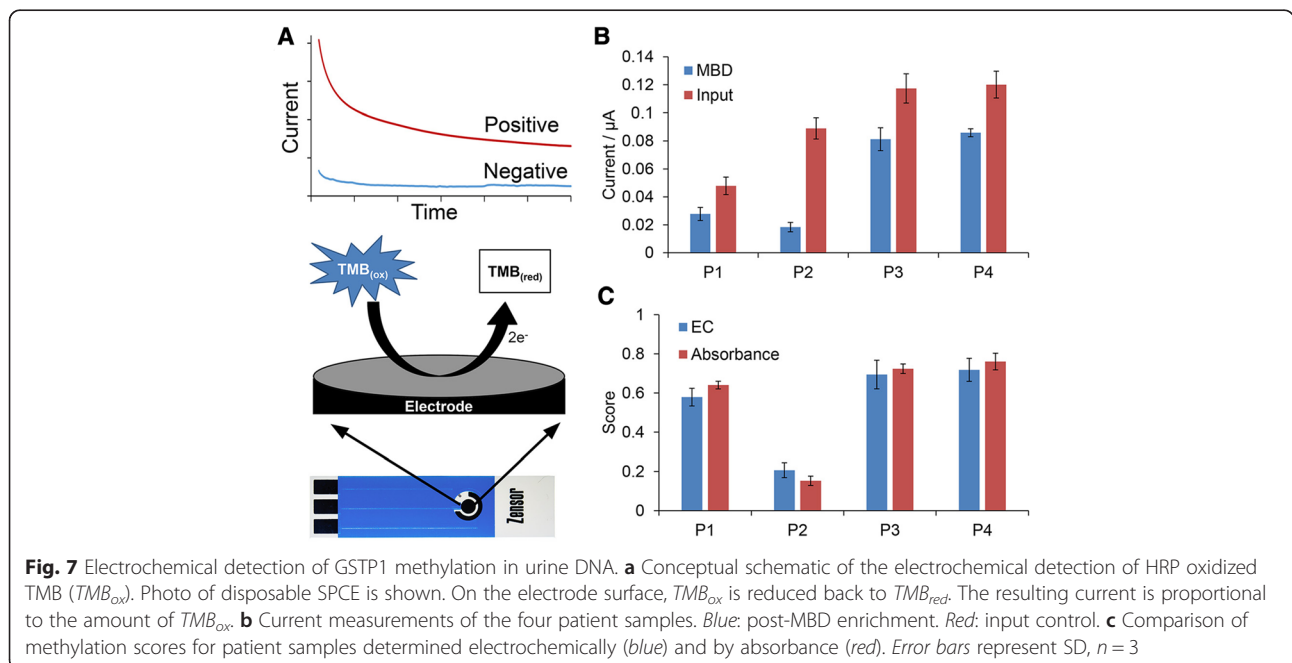 A
Current
Positive
Negative
Time
TMB(ox)
TMB(red)
2e-
Electrode
Zensor
B
MBD
Input
Current / µA
0.14
0.12
0.1
0.08
0.06
0.04
0.02
0
P1 P2 P3 P4
C
EC
Absorbance
Score
1
0.8
0.6
0.4
0.2
0
P1 P2 P3 P4
Fig. 7 Electrochemical detection of GSTP1 methylation in urine DNA. a Conceptual schematic of the electrochemical detection of HRP oxidized
TMB (TMBox). Photo of disposable SPCE is shown. On the electrode surface, TMBox is reduced back to TMBred. The resulting current is proportional
to the amount of TMBox. b Current measurements of the four patient samples. Blue: post-MBD enrichment. Red: input control. c Comparison of
methylation scores for patient samples determined electrochemically (blue) and by absorbance (red). Error bars represent SD, n = 3